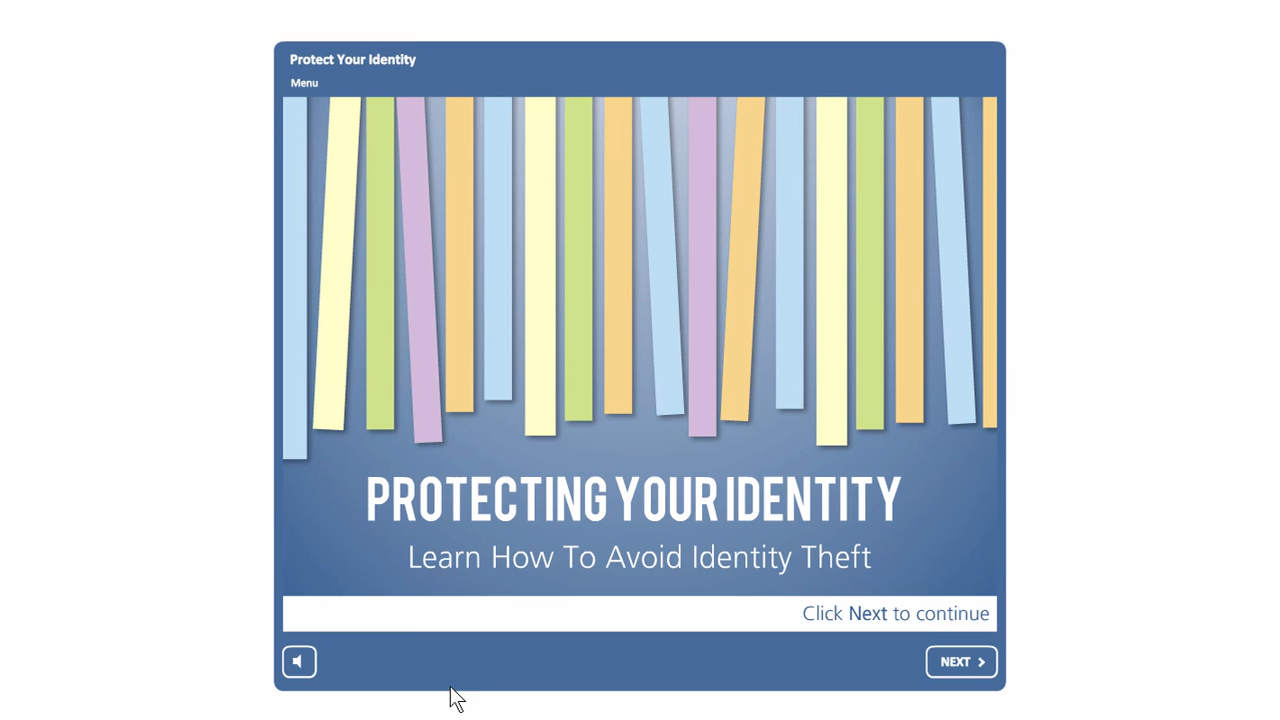 Protect Your Identity
Menu
PROTECTING YOUR IDENTITY
Learn How To Avoid Identity Theft
Click Next to continue
NEXT